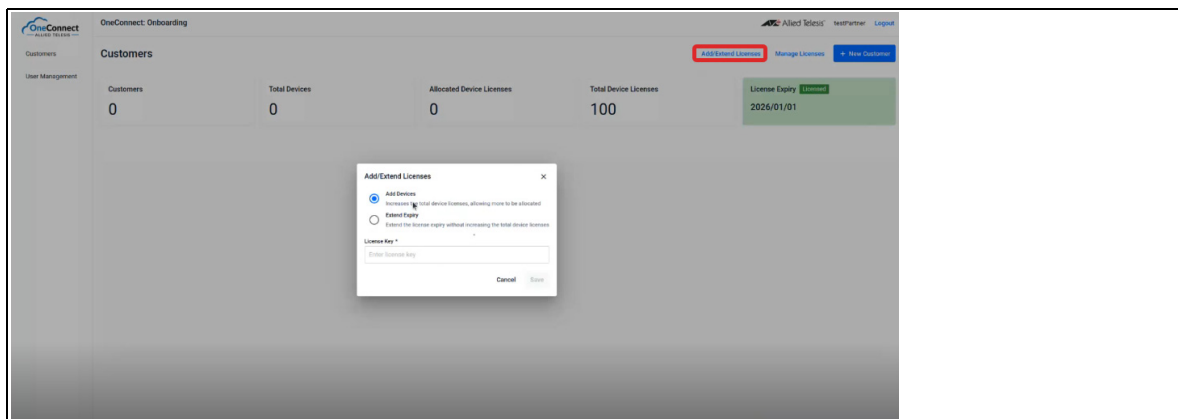 OneConnect
ALLIED TELESIS
OneConnect: Onboarding
Allied Telesis
testPartner
Logout
Customers
User Management
Customers
Add/Extend Licenses
Manage Licenses
+ New Customer
Customers
0
Total Devices
0
Allocated Device Licenses
0
Total Device Licenses
100
License Expiry Licensed
2026/01/01
Add/Extend Licenses
×
Add Devices
Increases the total device licenses, allowing more to be allocated
Extend Expiry
Extend the license expiry without increasing the total device licenses
License Key *
Enter license key
Cancel
Save